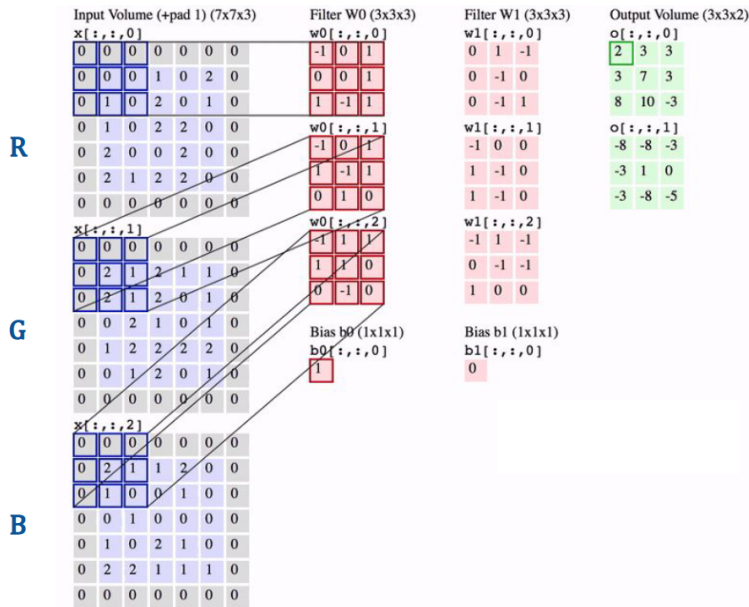 Input Volume (+pad 1) (7x7x3)
x[:,:,0]
0 0 0 0 0 0 0
0 0 0 1 0 2 0
0 1 0 2 0 1 0
0 1 0 2 2 0 0
R
0 2 0 0 2 0 0
0 2 1 2 2 0 0
0 0 0 0 0 0 0
x[:,:,1]
0 0 0 0 0 0 0
0 2 1 2 1 1 0
0 2 1 2 0 1 0
0 0 2 1 0 1 0
G
0 1 2 2 2 2 0
0 0 1 2 0 1 0
0 0 0 0 0 0 0
x[:,:,2]
0 0 0 0 0 0 0
0 2 1 1 2 0 0
0 1 0 0 1 0 0
0 0 1 0 0 0 0
B
0 1 0 2 1 0 0
0 2 2 1 1 1 0
0 0 0 0 0 0 0
Filter W0 (3x3x3)
w0[:,:,0]
-1 0 1
0 0 1
1 -1 1
w0[:,:,1]
-1 0 1
1 -1 1
0 1 0
w0[:,:,2]
-1 1 1
1 1 0
0 -1 0
Bias b0 (1x1x1)
b0[:,:,0]
1
Filter W1 (3x3x3)
w1[:,:,0]
0 1 -1
0 -1 0
0 -1 1
w1[:,:,1]
-1 0 0
1 -1 0
1 -1 0
w1[:,:,2]
-1 1 -1
0 -1 -1
1 0 0
Bias b1 (1x1x1)
b1[:,:,0]
0
Output Volume (3x3x2)
o[:,:,0]
2 3 3
3 7 3
8 10 -3
o[:,:,1]
-8 -8 -3
-3 1 0
-3 -8 -5